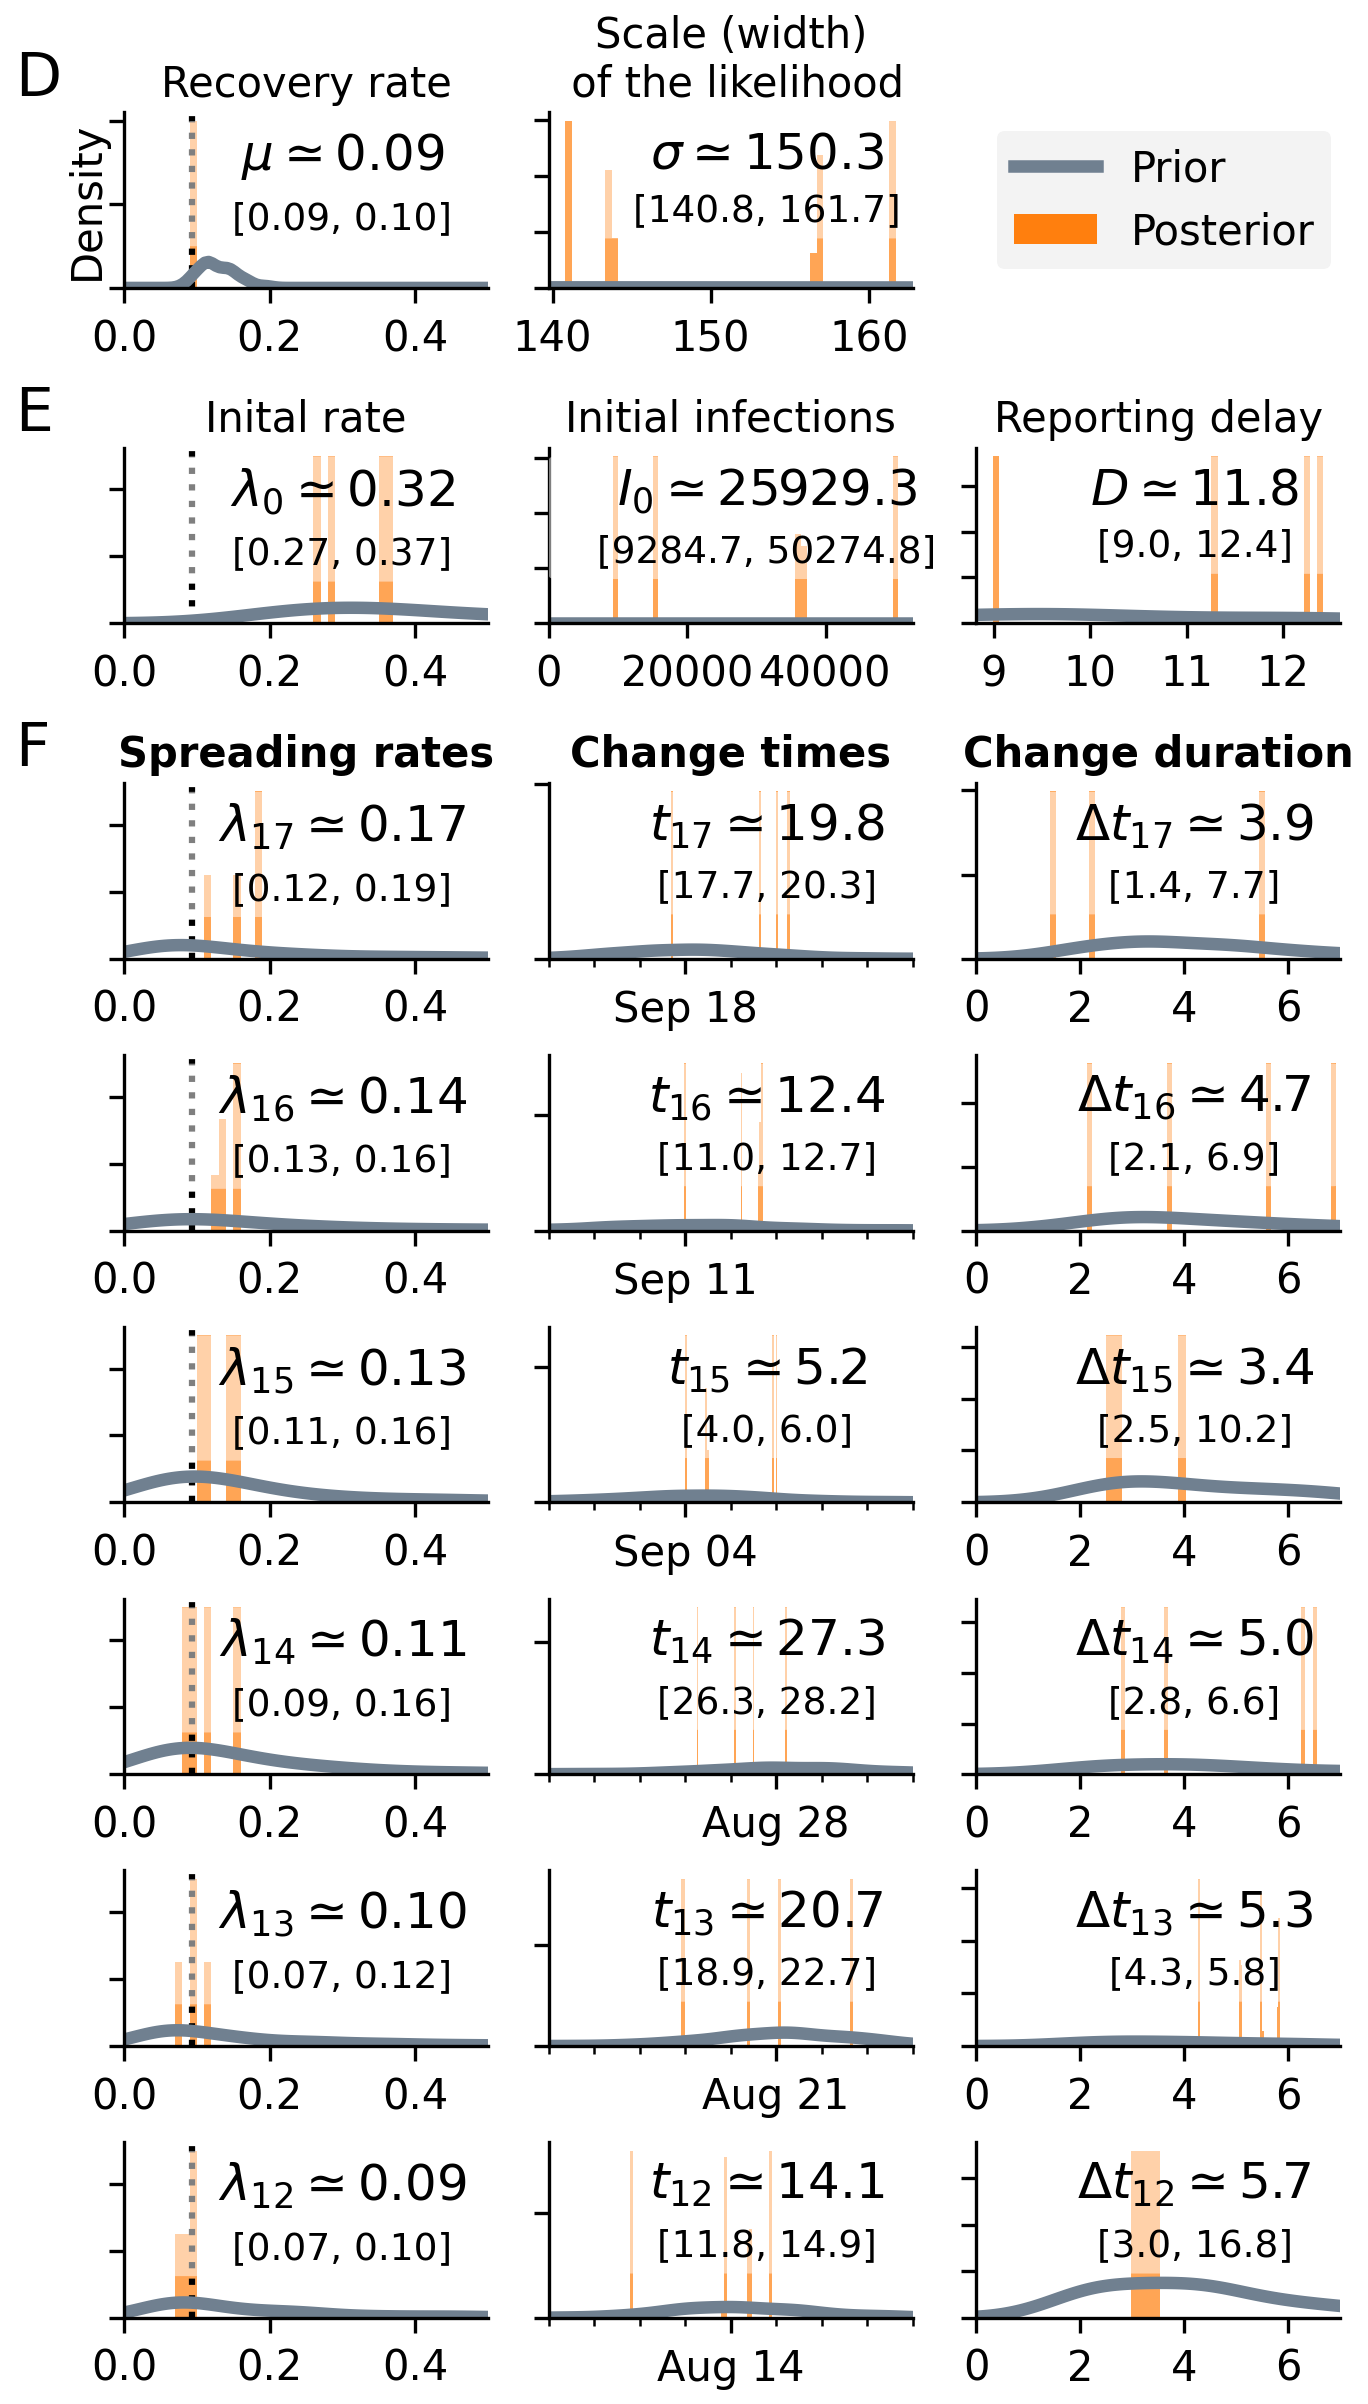 D
Recovery rate
Scale (width)
of the likelihood
Density
μ ≃ 0.09
[0.09, 0.10]
σ ≃ 150.3
[140.8, 161.7]
Prior
Posterior
0.0 0.2 0.4
140 150 160
E
Inital rate
Initial infections
Reporting delay
λ0 ≃ 0.32
[0.27, 0.37]
I0 ≃ 25929.3
[9284.7, 50274.8]
D ≃ 11.8
[9.0, 12.4]
0.0 0.2 0.4
0 20000 40000
9 10 11 12
F
Spreading rates
Change times
Change duration
λ17 ≃ 0.17
[0.12, 0.19]
t17 ≃ 19.8
[17.7, 20.3]
Δt17 ≃ 3.9
[1.4, 7.7]
0.0 0.2 0.4
Sep 18
0 2 4 6
λ16 ≃ 0.14
[0.13, 0.16]
t16 ≃ 12.4
[11.0, 12.7]
Δt16 ≃ 4.7
[2.1, 6.9]
0.0 0.2 0.4
Sep 11
0 2 4 6
λ15 ≃ 0.13
[0.11, 0.16]
t15 ≃ 5.2
[4.0, 6.0]
Δt15 ≃ 3.4
[2.5, 10.2]
0.0 0.2 0.4
Sep 04
0 2 4 6
λ14 ≃ 0.11
[0.09, 0.16]
t14 ≃ 27.3
[26.3, 28.2]
Δt14 ≃ 5.0
[2.8, 6.6]
0.0 0.2 0.4
Aug 28
0 2 4 6
λ13 ≃ 0.10
[0.07, 0.12]
t13 ≃ 20.7
[18.9, 22.7]
Δt13 ≃ 5.3
[4.3, 5.8]
0.0 0.2 0.4
Aug 21
0 2 4 6
λ12 ≃ 0.09
[0.07, 0.10]
t12 ≃ 14.1
[11.8, 14.9]
Δt12 ≃ 5.7
[3.0, 16.8]
0.0 0.2 0.4
Aug 14
0 2 4 6